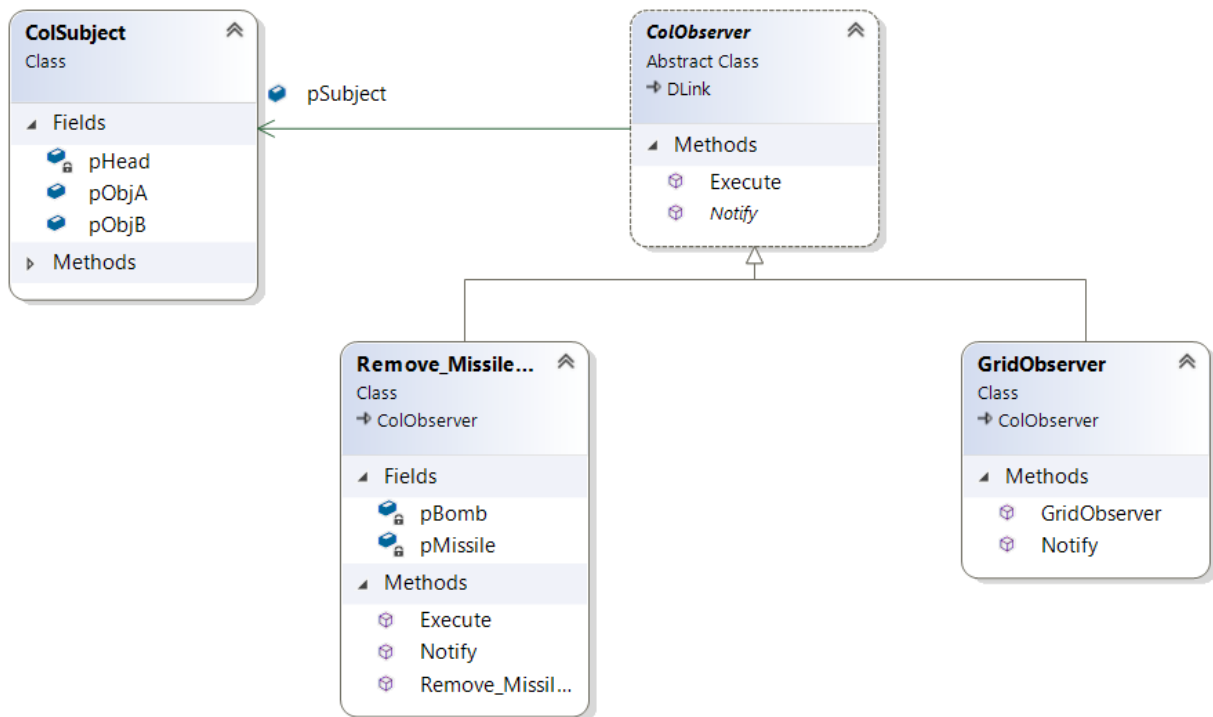 ColSubject
Class
Fields
pHead
pObjA
pObjB
Methods
pSubject
ColObserver
Abstract Class
DLink
Methods
Execute
Notify
Remove_Missile...
Class
ColObserver
Fields
pBomb
pMissile
Methods
Execute
Notify
Remove_Missil...
GridObserver
Class
ColObserver
Methods
GridObserver
Notify